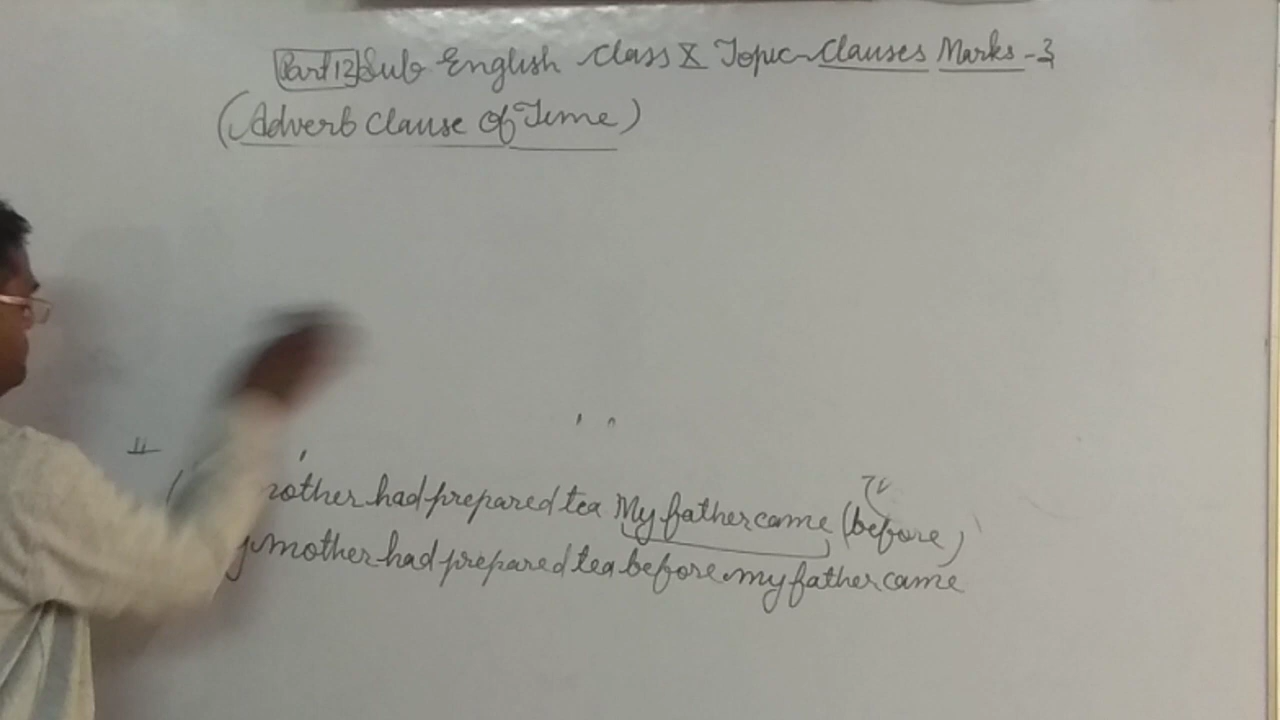 Part 12 Sub English Class X Topic - Clauses Marks - 3
(Adverb Clause Of Time)
mother had prepared tea My father came (before)
mother had prepared tea before my father came